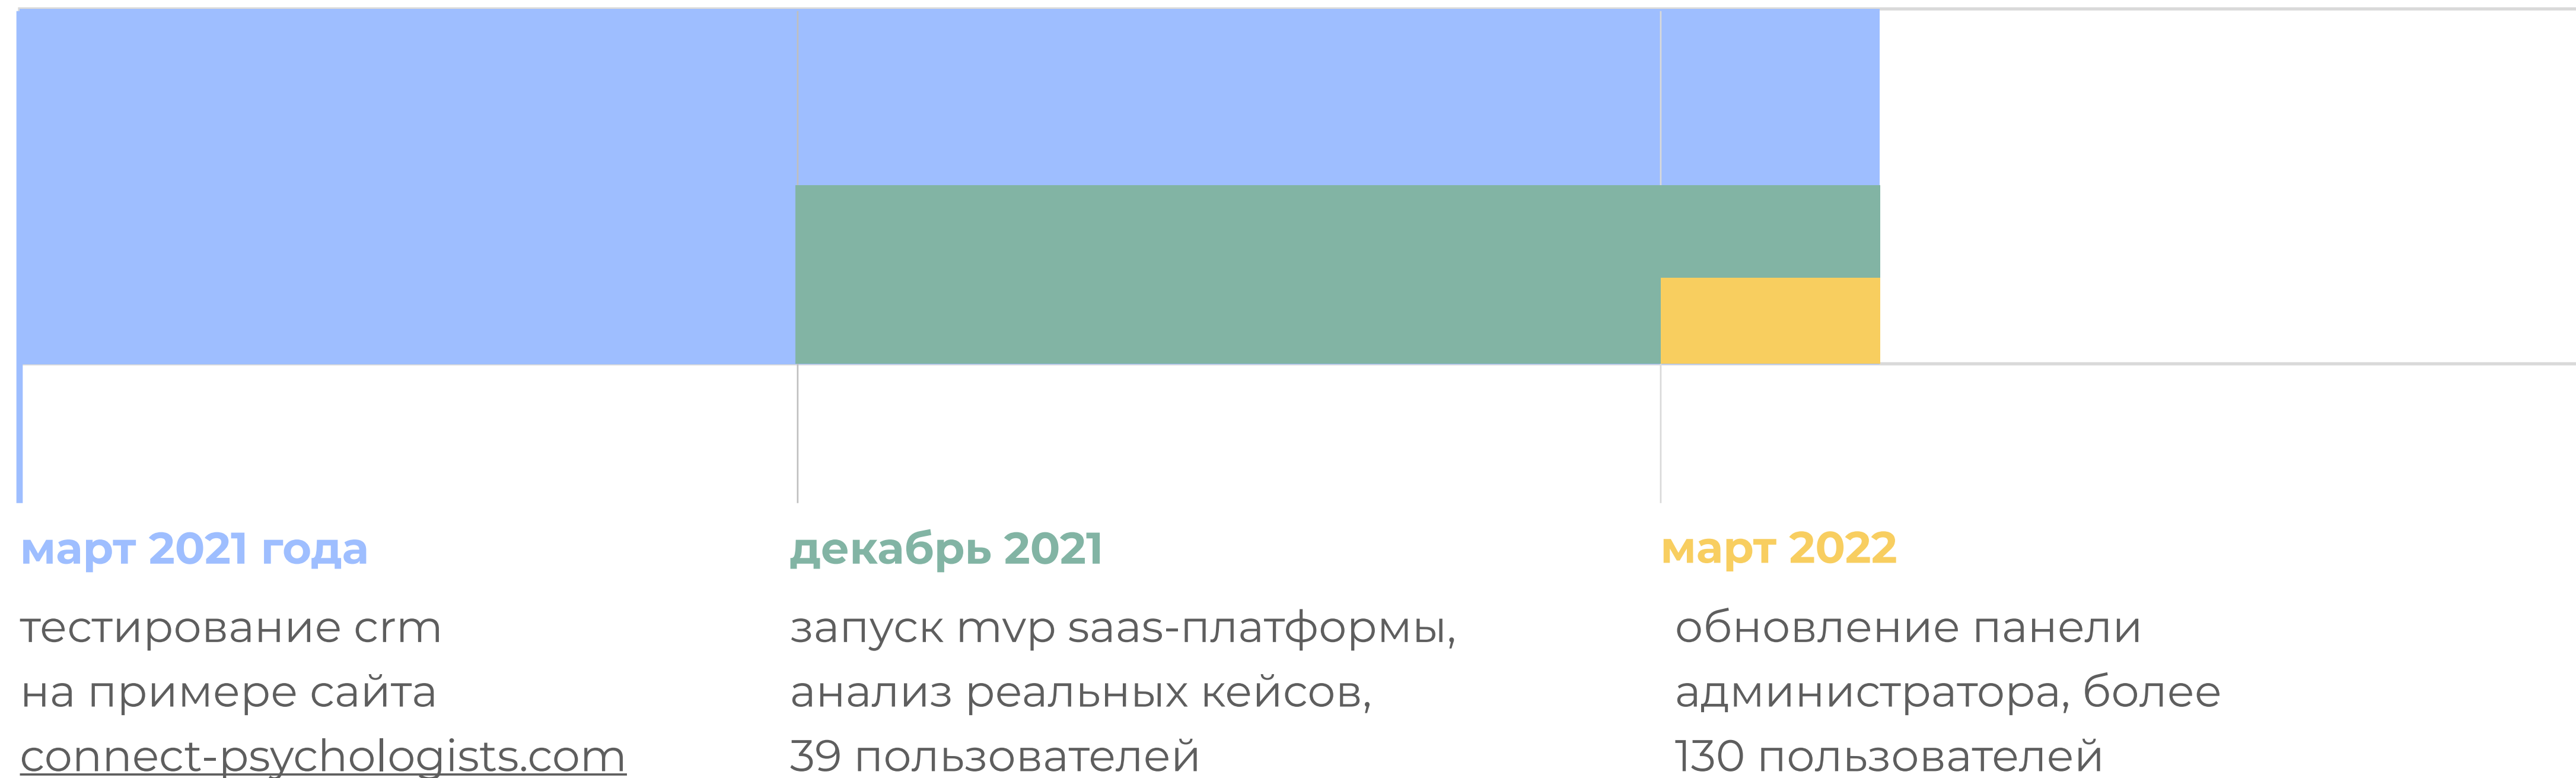 март 2021 года
тестирование crm
на примере сайта
connect-psychologists.com
декабрь 2021
запуск mvp saas-платформы,
анализ реальных кейсов,
39 пользователей
март 2022
обновление панели
администратора, более
130 пользователей